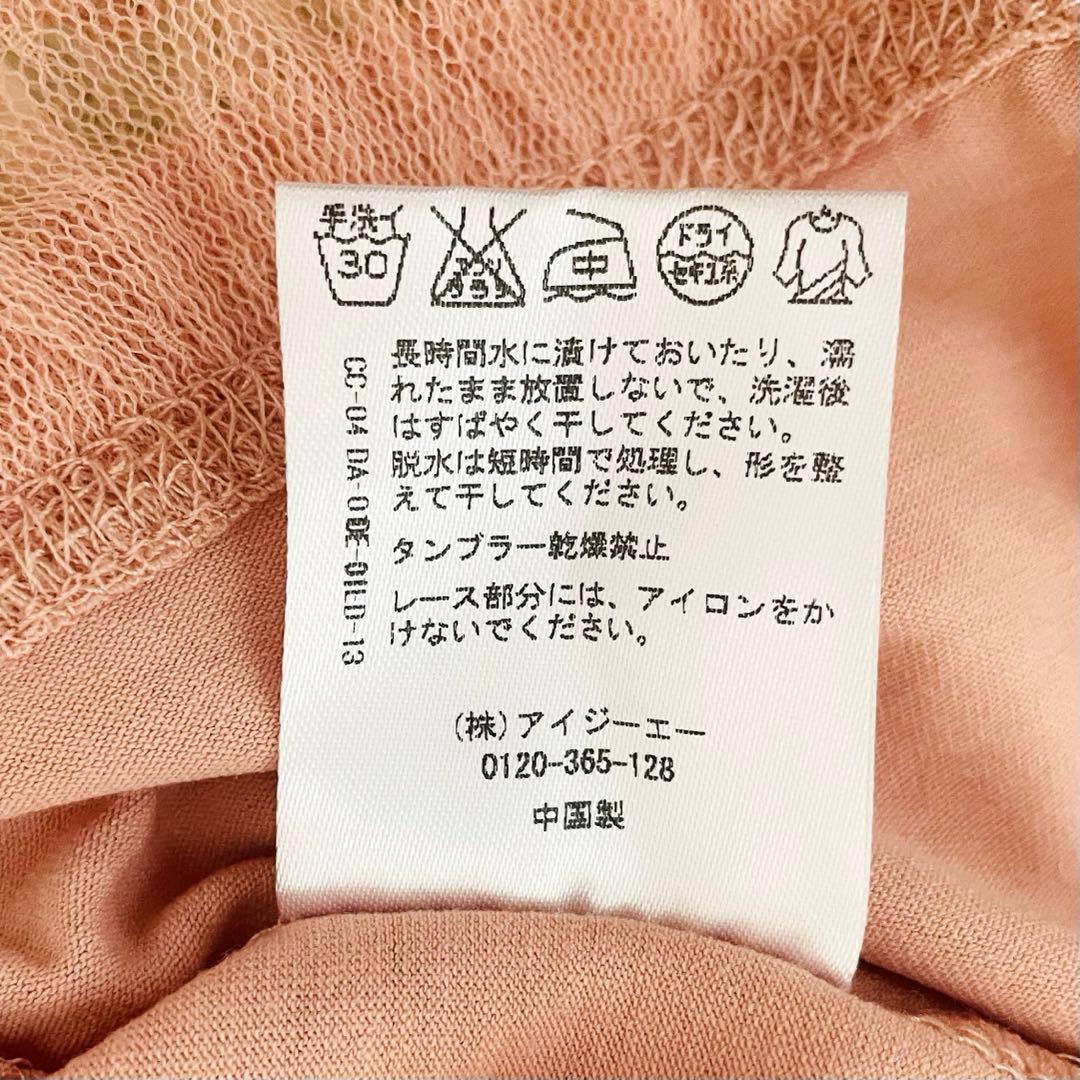 手洗イ
30
エンソ
サラシ
中
ドライ
セキユ系
長時間水に漬けておいたり、濡
れたまま放置しないで、洗濯後
はすばやく干してください。
脱水は短時間で処理し、形を整
えて干してください。
タンブラー乾燥禁止
レース部分には、アイロンをか
けないでください。
(株)アイジーエー
0120-365-128
中国製